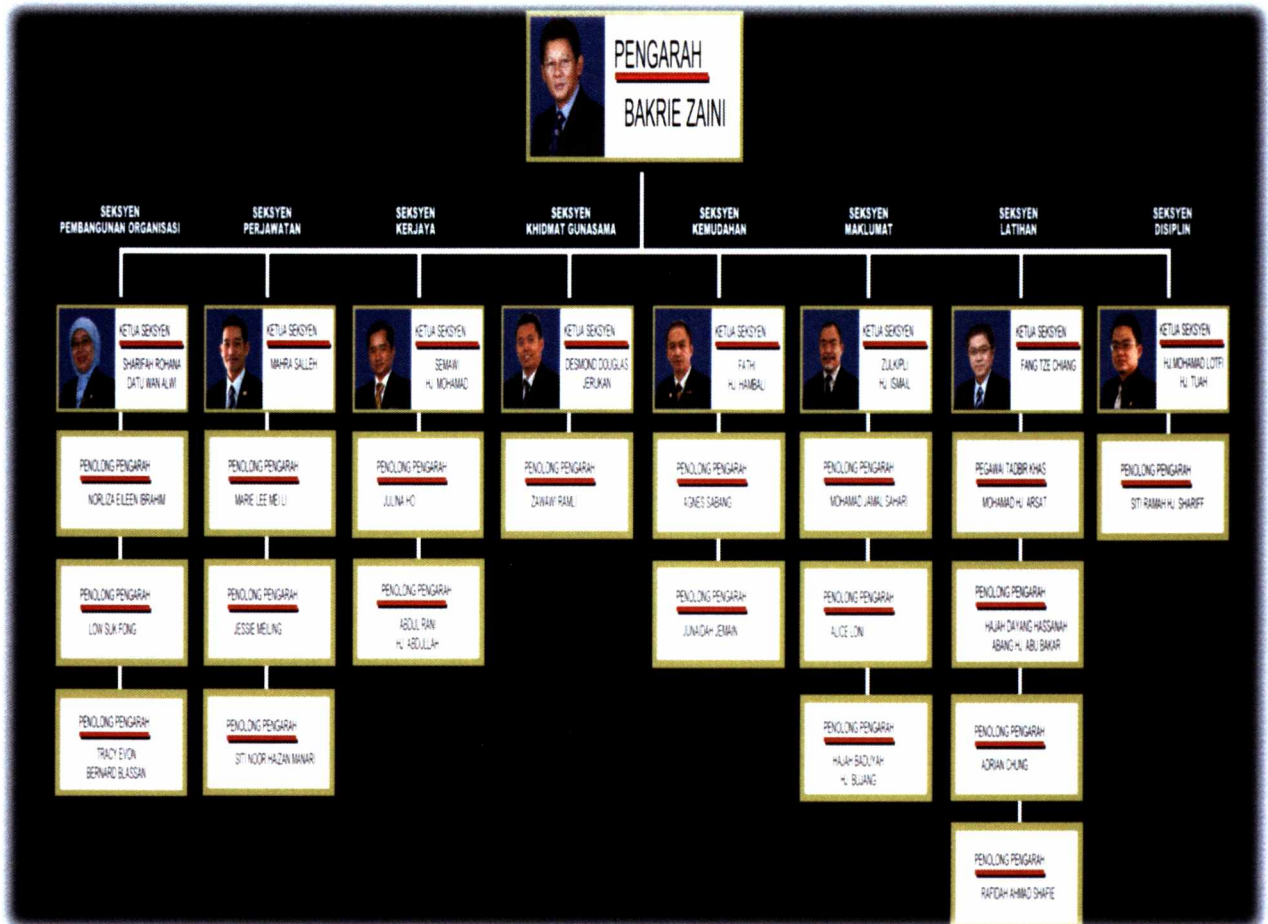 PENGARAH
BAKRIE ZAINI
SEKSYEN
PEMBANGUNAN ORGANISASI
SEKSYEN
PERJAWATAN
SEKSYEN
KERJAYA
SEKSYEN
KHIDMAT GUNASAMA
SEKSYEN
KEMUDAHAN
SEKSYEN
MAKLUMAT
SEKSYEN
LATIHAN
SEKSYEN
DISIPLIN
KETUA SEKSYEN
SHARIFAH ROHANA
DATU WAN ALWI
KETUA SEKSYEN
MAHRA SALLEH
KETUA SEKSYEN
SEMAWI
HJ. MOHAMAD
KETUA SEKSYEN
DESMOND DOUGLAS
JERUKAN
KETUA SEKSYEN
FATHI
HJ. HAMBALI
KETUA SEKSYEN
ZULKIPLI
HJ. ISMAIL
KETUA SEKSYEN
FANG TZE CHIANG
KETUA SEKSYEN
HJ. MOHAMAD LOTFI
HJ. TUAH
PENOLONG PENGARAH
NORLIZA EILEEN IBRAHIM
PENOLONG PENGARAH
MARIE LEE MEI LI
PENOLONG PENGARAH
JULINA HO
PENOLONG PENGARAH
ZAWAWI RAMLI
PENOLONG PENGARAH
AGNES SABANG
PENOLONG PENGARAH
MOHAMAD JAMAL SAHARI
PEGAWAI TADBIR KHAS
MOHAMAD HJ. ARSAT
PENOLONG PENGARAH
SITI RAMAH HJ. SHARIFF
PENOLONG PENGARAH
LOW SUK FONG
PENOLONG PENGARAH
JESSIE MEILING
PENOLONG PENGARAH
ABDUL RANI
HJ. ABDULLAH
PENOLONG PENGARAH
JUNAIDAH JEMAIN
PENOLONG PENGARAH
ALICE LONI
PENOLONG PENGARAH
HAJAH DAYANG HASSANAH
ABANG HJ. ABU BAKAR
PENOLONG PENGARAH
TRACY EVON
BERNARD BLASSAN
PENOLONG PENGARAH
SITI NOOR HAIZAN MANARI
PENOLONG PENGARAH
HAJAH BADUYAH
HJ. BUJANG
PENOLONG PENGARAH
ADRIAN CHUNG
PENOLONG PENGARAH
RAFIDAH AHMAD SHAFIE